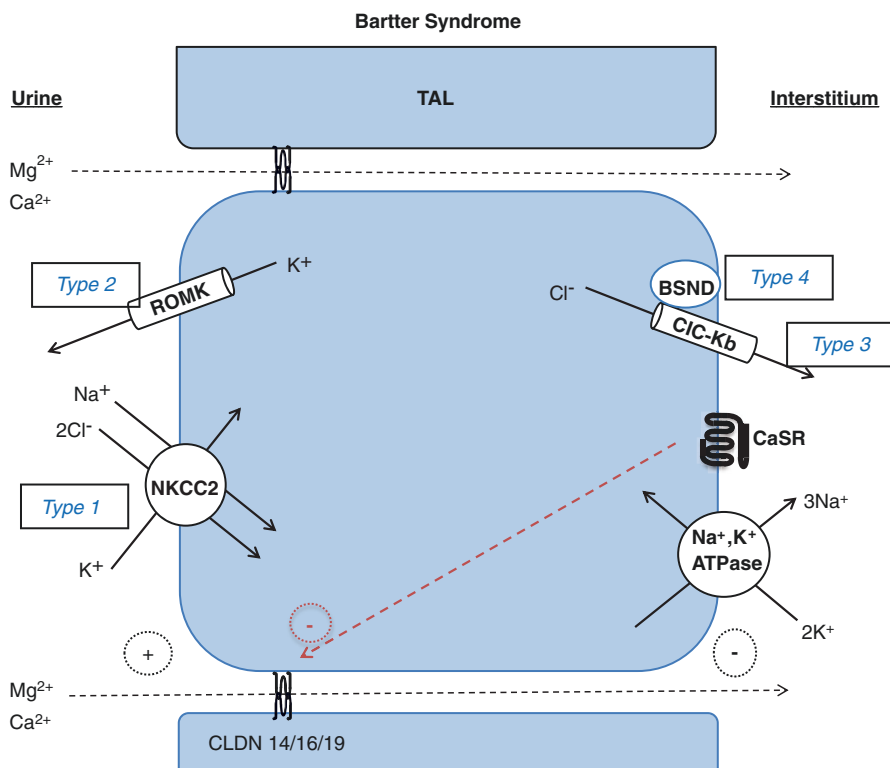 Bartter Syndrome
Urine
TAL
Interstitium
Mg²⁺
Ca²⁺
Type 2
ROMK
K⁺
Cl⁻
BSND
Type 4
ClC-Kb
Type 3
Na⁺
2Cl⁻
NKCC2
Type 1
K⁺
CaSR
3Na⁺
Na⁺,K⁺
ATPase
2K⁺
-
+
-
Mg²⁺
Ca²⁺
CLDN 14/16/19